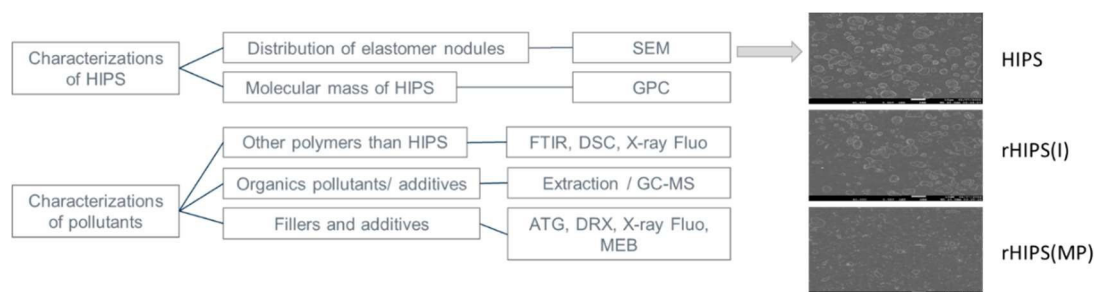 Characterizations
of HIPS
Distribution of elastomer nodules
SEM
Molecular mass of HIPS
GPC
Characterizations
of pollutants
Other polymers than HIPS
FTIR, DSC, X-ray Fluo
Organics pollutants/ additives
Extraction / GC-MS
Fillers and additives
ATG, DRX, X-ray Fluo,
MEB
HIPS
rHIPS(I)
rHIPS(MP)